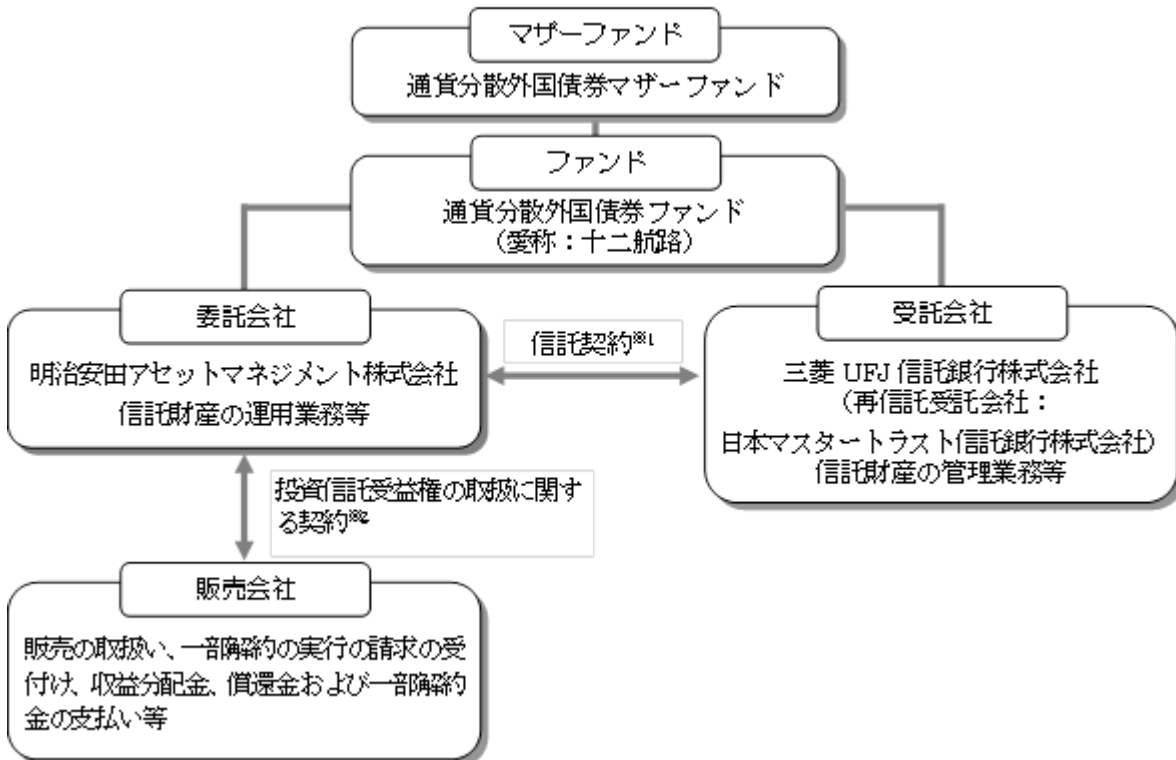 マザーファンド
通貨分散外国債券マザーファンド
ファンド
通貨分散外国債券ファンド
（愛称：十二航路）
委託会社
明治安田アセットマネジメント株式会社
信託財産の運用業務等
信託契約※1
受託会社
三菱UFJ信託銀行株式会社
（再信託受託会社：
日本マスタートラスト信託銀行株式会社）
信託財産の管理業務等
投資信託受益権の取扱に関す
る契約※2
販売会社
販売の取扱い、一部解約の実行の請求の受
付け、収益分配金、償還金および一部解約
金の支払い等